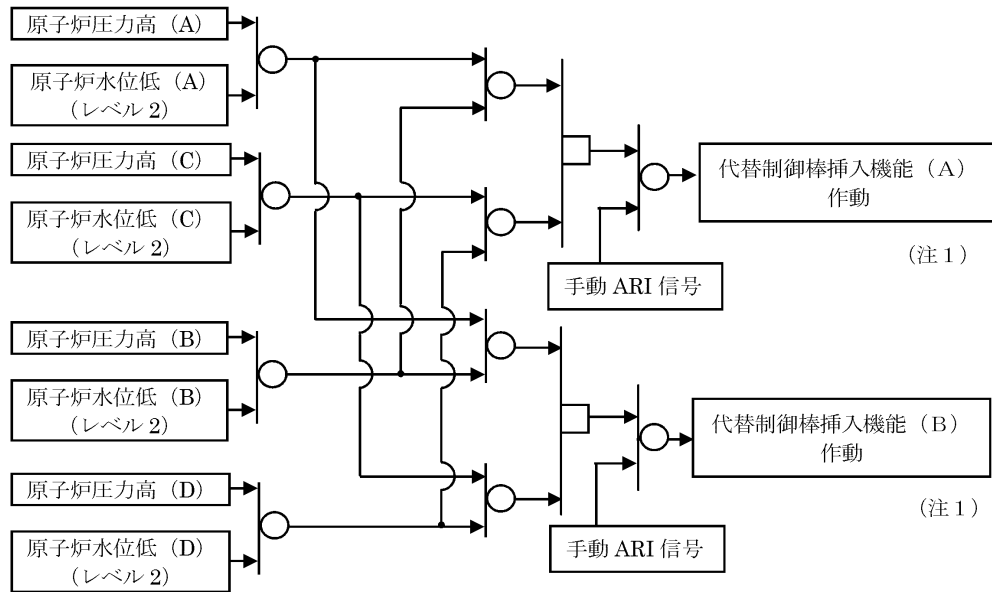 原子炉圧力高(A)
原子炉水位低(A)
(レベル2)
原子炉圧力高(C)
原子炉水位低(C)
(レベル2)
原子炉圧力高(B)
原子炉水位低(B)
(レベル2)
原子炉圧力高(D)
原子炉水位低(D)
(レベル2)
代替制御棒挿入機能(A)
作動
(注1)
手動 ARI 信号
代替制御棒挿入機能(B)
作動
(注1)
手動 ARI 信号